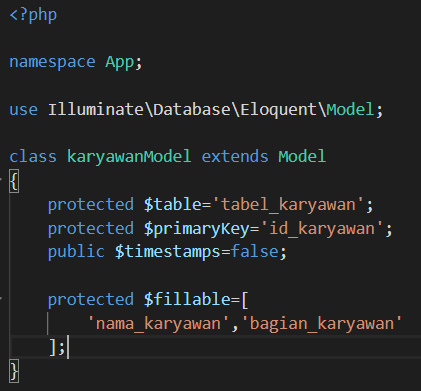 <?php
namespace App;
use Illuminate\Database\Eloquent\Model;
class karyawanModel extends Model
{
protected $table='tabel_karyawan';
protected $primaryKey='id_karyawan';
public $timestamps=false;
protected $fillable=[
'nama_karyawan','bagian_karyawan'
];
}